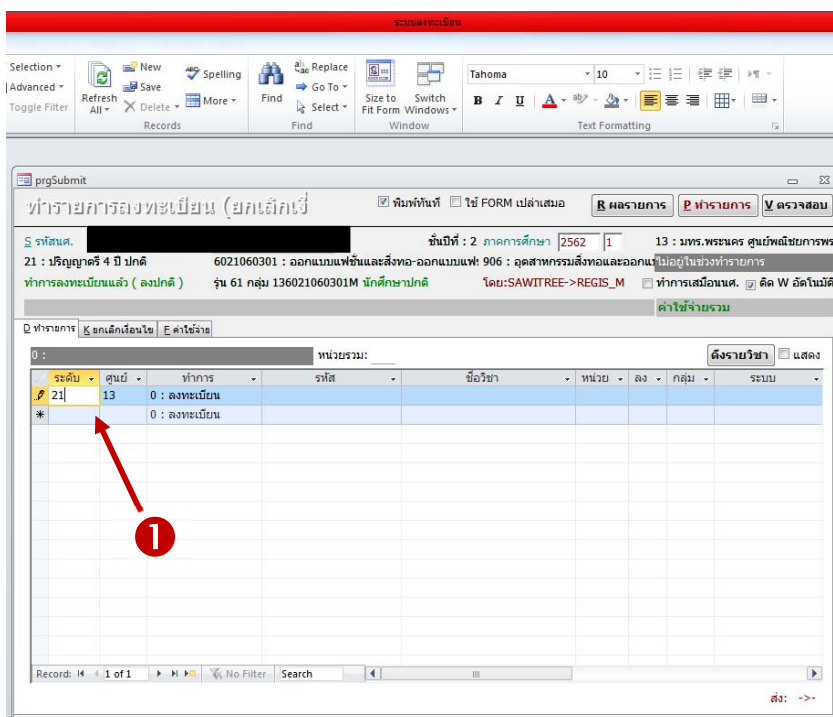 ระบบลงทะเบียน
Selection New Spelling Replace Tahoma 10
Advanced Save Go To
Toggle Filter Refresh All Delete More Find Select Size to Fit Form Switch Windows B I U A
Records Find Window Text Formatting
prgSubmit
ทำรายการลงทะเบียน (ยกเลิกเงื่ พิมพ์ทันที ใช้ FORM เปล่าเสมอ R ผลรายการ P ทำรายการ V ตรวจสอบ
S รหัสนศ. ชั้นปีที่ : 2 ภาคการศึกษา 2562 1 13 : มทร.พระนคร ศูนย์พณิชยการพร
21 : ปริญญาตรี 4 ปี ปกติ 6021060301 : ออกแบบแฟชั่นและสิ่งทอ-ออกแบบแฟ 906 : อุตสาหกรรมสิ่งทอและออกแ ไม่อยู่ในช่วงทำรายการ
ทำการลงทะเบียนแล้ว ( ลงปกติ ) รุ่น 61 กลุ่ม 136021060301M นักศึกษาปกติ โดย:SAWITREE->REGIS_M ทำการเสมือนนศ. คิด W อัตโนมัติ
ค่าใช้จ่ายรวม
D ทำรายการ K ยกเลิกเงื่อนไข E ค่าใช้จ่าย
0 : หน่วยรวม: ดึงรายวิชา แสดง
ระดับ ศูนย์ ทำการ รหัส ชื่อวิชา หน่วย ลง กลุ่ม ระบบ
21 13 0 : ลงทะเบียน
0 : ลงทะเบียน
1
Record: 1 of 1 No Filter Search
ส่ง: ->-